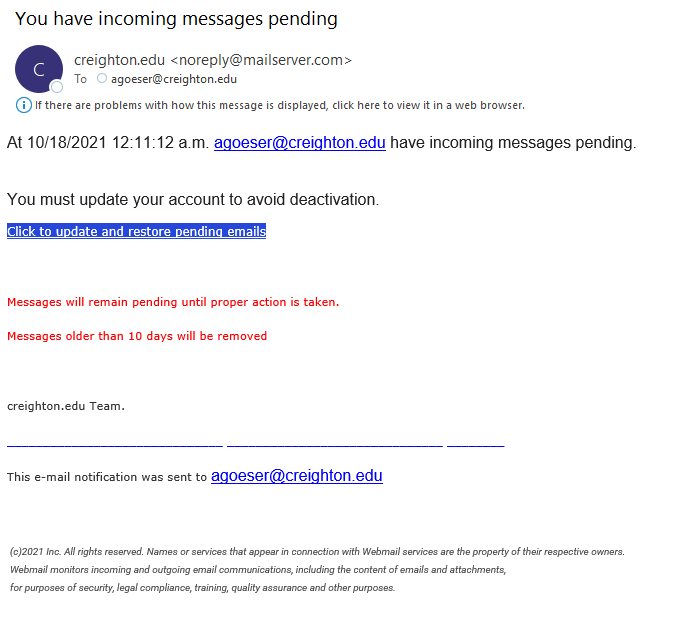 You have incoming messages pending
C
creighton.edu <noreply@mailserver.com>
To agoeser@creighton.edu
If there are problems with how this message is displayed, click here to view it in a web browser.
At 10/18/2021 12:11:12 a.m. agoeser@creighton.edu have incoming messages pending.
You must update your account to avoid deactivation.
Click to update and restore pending emails
Messages will remain pending until proper action is taken.
Messages older than 10 days will be removed
creighton.edu Team.
This e-mail notification was sent to agoeser@creighton.edu
(c)2021 Inc. All rights reserved. Names or services that appear in connection with Webmail services are the property of their respective owners.
Webmail monitors incoming and outgoing email communications, including the content of emails and attachments,
for purposes of security, legal compliance, training, quality assurance and other purposes.